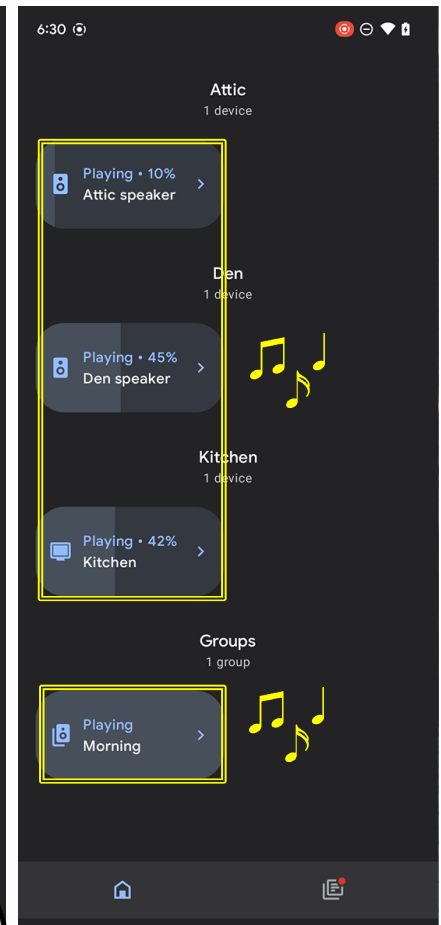 6:30
Attic
1 device
Playing • 10%
Attic speaker
Den
1 device
Playing • 45%
Den speaker
Kitchen
1 device
Playing • 42%
Kitchen
Groups
1 group
Playing
Morning